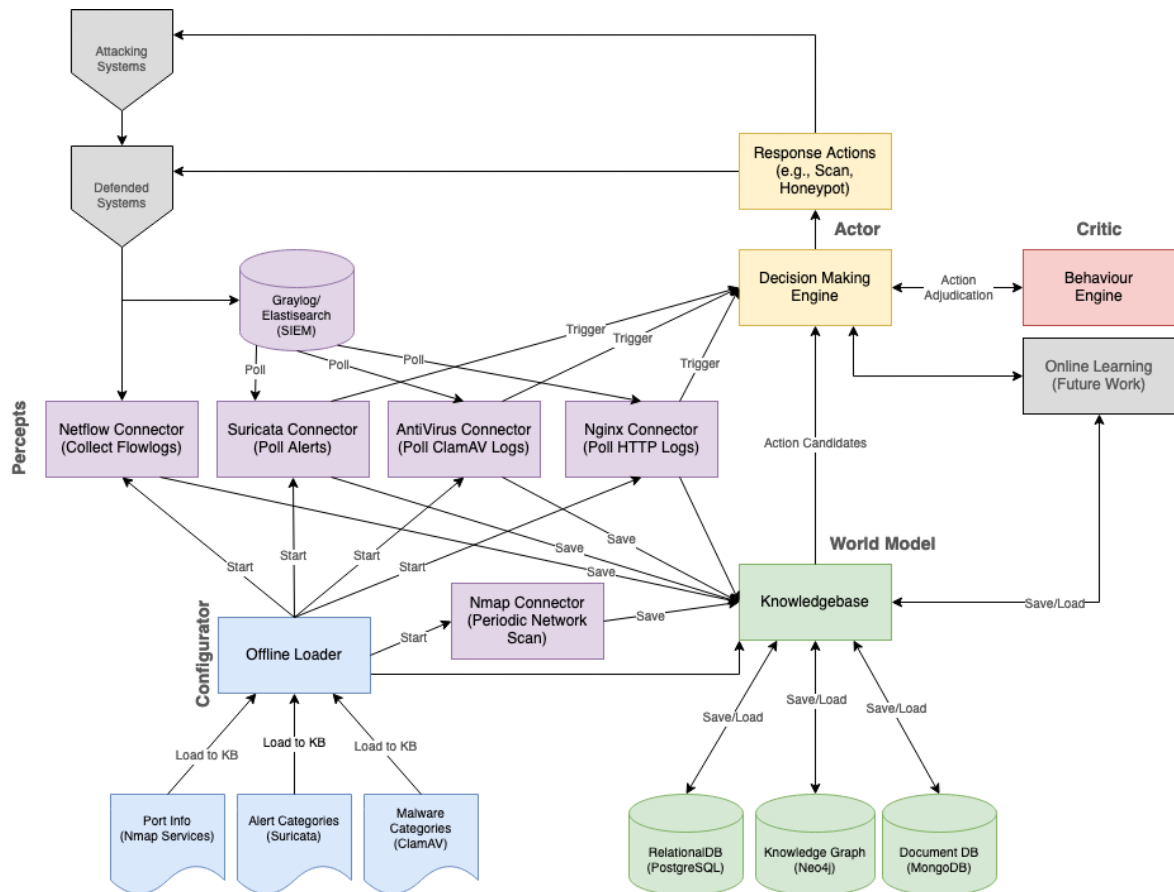 Attacking
Systems
Defended
Systems
Response Actions
(e.g., Scan,
Honeypot)
Actor
Critic
Decision Making
Engine
Action
Adjudication
Behaviour
Engine
Graylog/
Elastisearch
(SIEM)
Trigger
Trigger
Trigger
Poll
Poll
Poll
Online Learning
(Future Work)
Percepts
Netflow Connector
(Collect Flowlogs)
Suricata Connector
(Poll Alerts)
AntiVirus Connector
(Poll ClamAV Logs)
Nginx Connector
(Poll HTTP Logs)
Action Candidates
Start
Start
Start
Start
Save
Save
Save
World Model
Nmap Connector
(Periodic Network
Scan)
Start
Save
Knowledgebase
Save/Load
Configurator
Offline Loader
Load to KB
Load to KB
Load to KB
Save/Load
Save/Load
Save/Load
Port Info
(Nmap Services)
Alert Categories
(Suricata)
Malware
Categories
(ClamAV)
RelationalDB
(PostgreSQL)
Knowledge Graph
(Neo4j)
Document DB
(MongoDB)